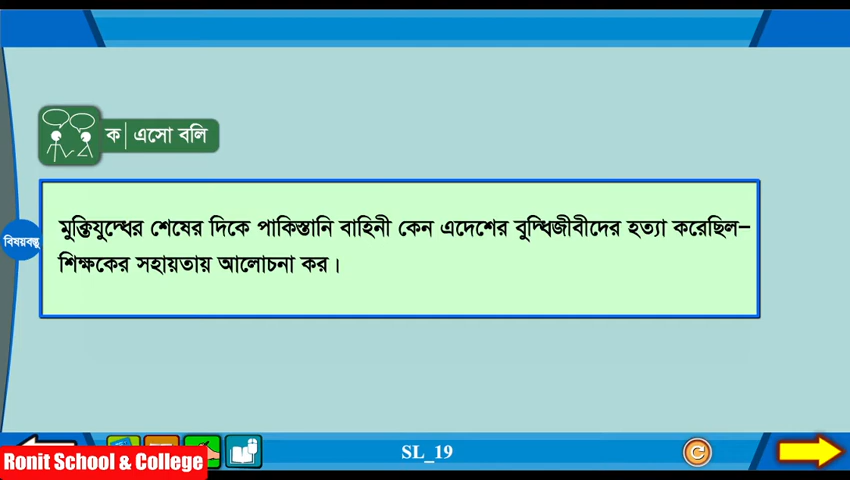 ক এসো বলি
মুক্তিযুদ্ধের শেষের দিকে পাকিস্তানি বাহিনী কেন এদেশের বুদ্ধিজীবীদের হত্যা করেছিল–
বিষয়বস্তু
শিক্ষকের সহায়তায় আলোচনা কর।
SL_19
Ronit School & College